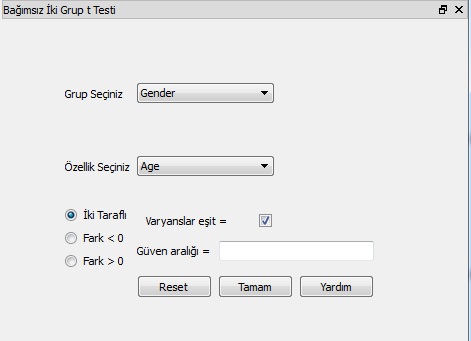 Bağımsız İki Grup t Testi
Grup Seçiniz Gender
Özellik Seçiniz Age
İki Taraflı
Varyanslar eşit =
Fark < 0
Güven aralığı =
Fark > 0
Reset Tamam Yardım